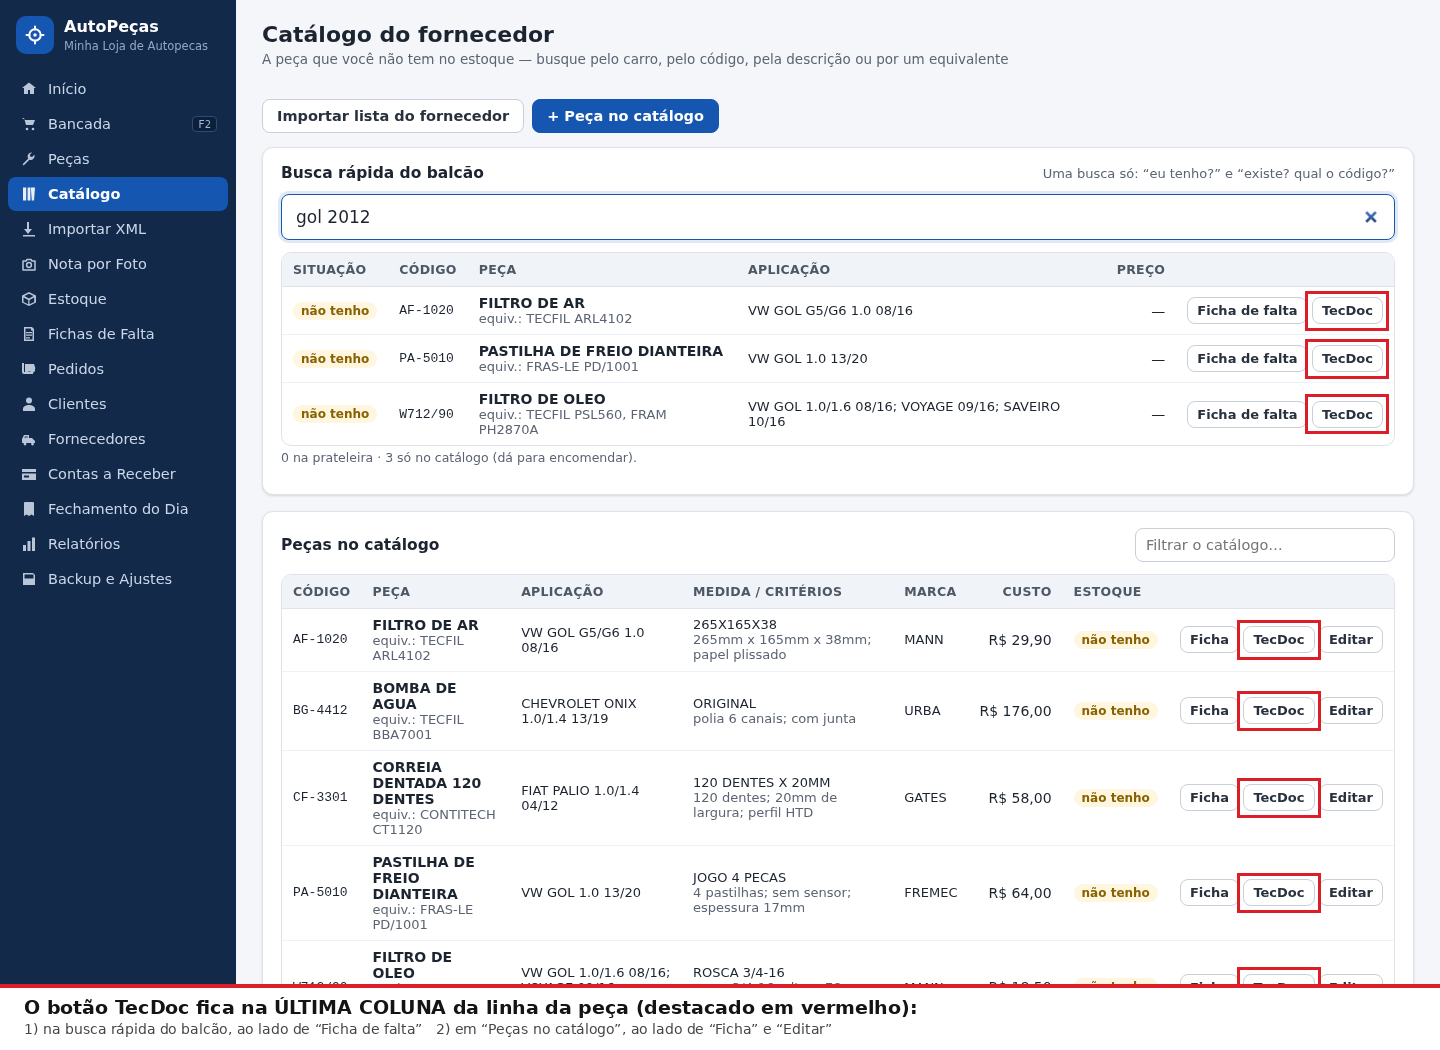 AutoPeças
Minha Loja de Autopecas
Início
Bancada F2
Peças
Catálogo
Importar XML
Nota por Foto
Estoque
Fichas de Falta
Pedidos
Clientes
Fornecedores
Contas a Receber
Fechamento do Dia
Relatórios
Backup e Ajustes
Catálogo do fornecedor
A peça que você não tem no estoque — busque pelo carro, pelo código, pela descrição ou por um equivalente
Importar lista do fornecedor + Peça no catálogo
Busca rápida do balcão Uma busca só: “eu tenho?” e “existe? qual o código?”
gol 2012 ×
SITUAÇÃO CÓDIGO PEÇA APLICAÇÃO PREÇO
não tenho AF-1020 FILTRO DE AR VW GOL G5/G6 1.0 08/16 — Ficha de falta TecDoc
equiv.: TECFIL ARL4102
não tenho PA-5010 PASTILHA DE FREIO DIANTEIRA VW GOL 1.0 13/20 — Ficha de falta TecDoc
equiv.: FRAS-LE PD/1001
não tenho W712/90 FILTRO DE OLEO VW GOL 1.0/1.6 08/16; VOYAGE 09/16; SAVEIRO — Ficha de falta TecDoc
equiv.: TECFIL PSL560, FRAM 10/16
PH2870A
0 na prateleira · 3 só no catálogo (dá para encomendar).
Peças no catálogo Filtrar o catálogo...
CÓDIGO PEÇA APLICAÇÃO MEDIDA / CRITÉRIOS MARCA CUSTO ESTOQUE
AF-1020 FILTRO DE AR VW GOL G5/G6 1.0 265X165X38 MANN R$ 29,90 não tenho Ficha TecDoc Editar
equiv.: TECFIL 08/16 265mm x 165mm x 38mm;
ARL4102 papel plissado
BG-4412 BOMBA DE CHEVROLET ONIX ORIGINAL URBA R$ 176,00 não tenho Ficha TecDoc Editar
AGUA 1.0/1.4 13/19 polia 6 canais; com junta
equiv.: TECFIL
BBA7001
CF-3301 CORREIA FIAT PALIO 1.0/1.4 120 DENTES X 20MM GATES R$ 58,00 não tenho Ficha TecDoc Editar
DENTADA 120 04/12 120 dentes; 20mm de
DENTES largura; perfil HTD
equiv.: CONTITECH
CT1120
PA-5010 PASTILHA DE VW GOL 1.0 13/20 JOGO 4 PECAS FREMEC R$ 64,00 não tenho Ficha TecDoc Editar
FREIO 4 pastilhas; sem sensor;
DIANTEIRA espessura 17mm
equiv.: FRAS-LE
PD/1001
FILTRO DE VW GOL 1.0/1.6 08/16; ROSCA 3/4-16
OLEO
O botão TecDoc fica na ÚLTIMA COLUNA da linha da peça (destacado em vermelho):
1) na busca rápida do balcão, ao lado de “Ficha de falta” 2) em “Peças no catálogo”, ao lado de “Ficha” e “Editar”